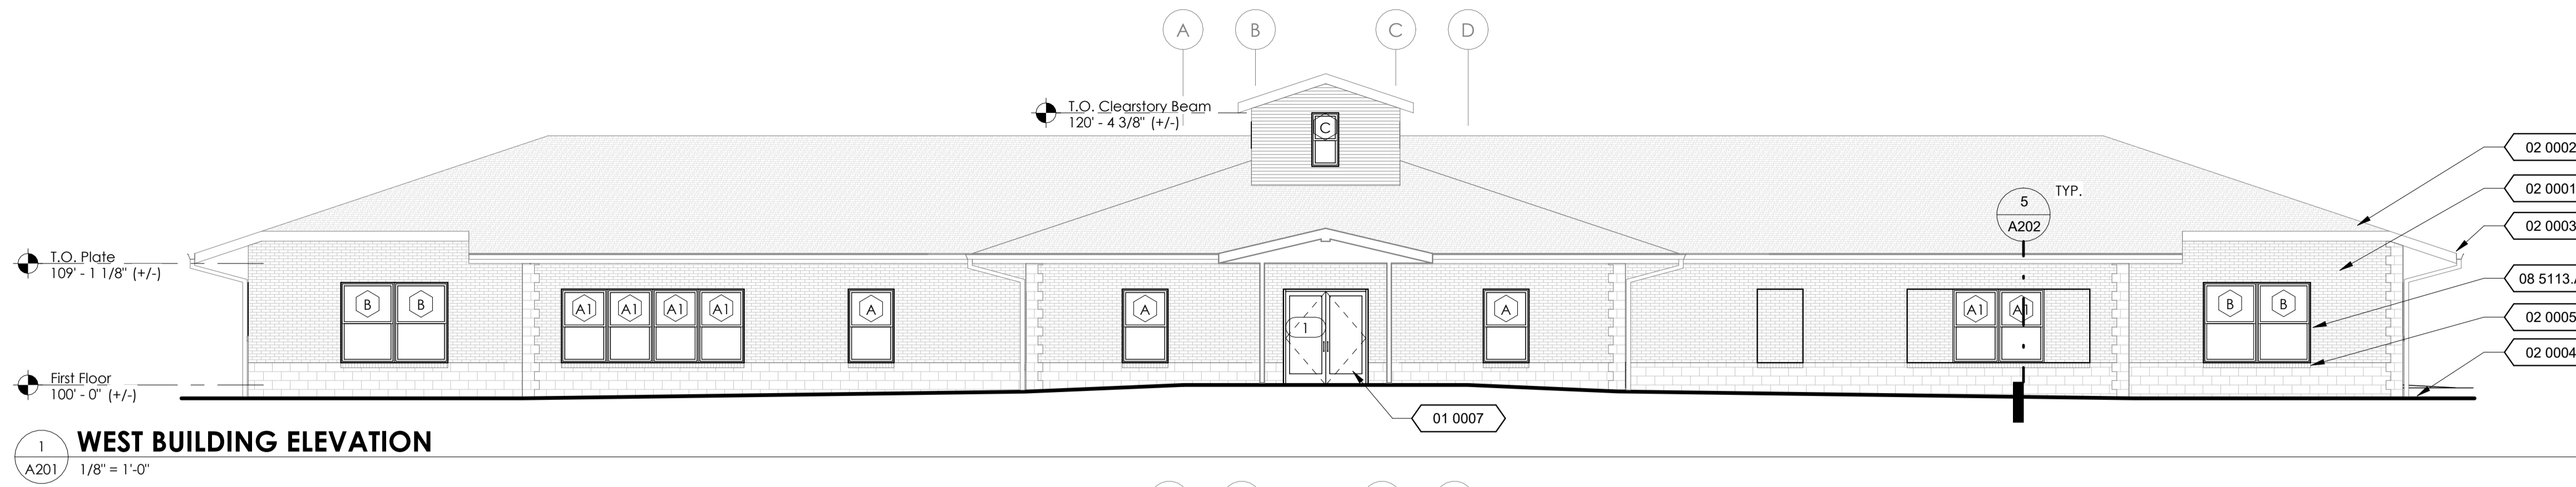 A B C D
T.O. Clearstory Beam
120' - 4 3/8" (+/-)
C
02 0002
02 0001
5
A202
TYP.
02 0003
T.O. Plate
109' - 1 1/8" (+/-)
08 5113.
B B A1 A1 A1 A1 A A A A1 A1 B B
1
02 0005
02 0004
First Floor
100' - 0" (+/-)
01 0007
1
A201
WEST BUILDING ELEVATION
1/8" = 1'-0"